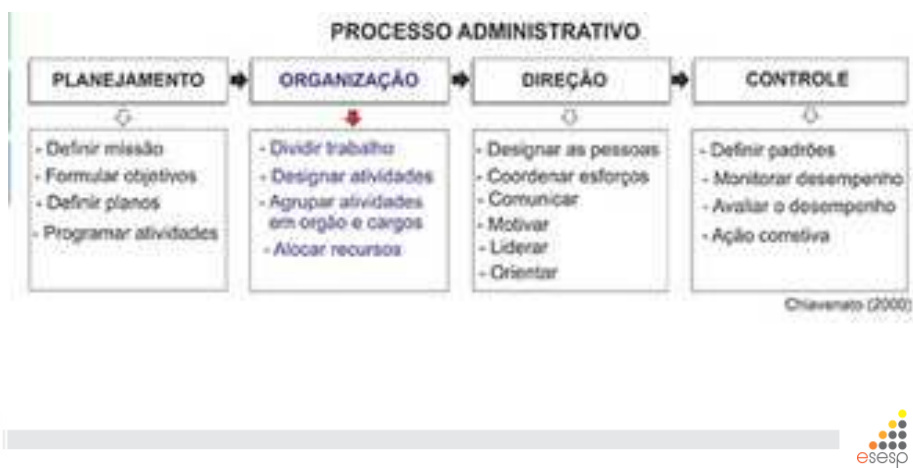 PROCESSO ADMINISTRATIVO
PLANEJAMENTO
- Definir missão
- Formular objetivos
- Definir planos
- Programar atividades
ORGANIZAÇÃO
- Dividir trabalho
- Designar atividades
- Agrupar atividades
em orgão e cargos
- Alocar recursos
DIREÇÃO
- Designar as pessoas
- Coordenar esforços
- Comunicar
- Motivar
- Liderar
- Orientar
CONTROLE
- Definir padrões
- Monitorar desempenho
- Avaliar o desempenho
- Ação corretiva
Chiavenato (2000)
esesp